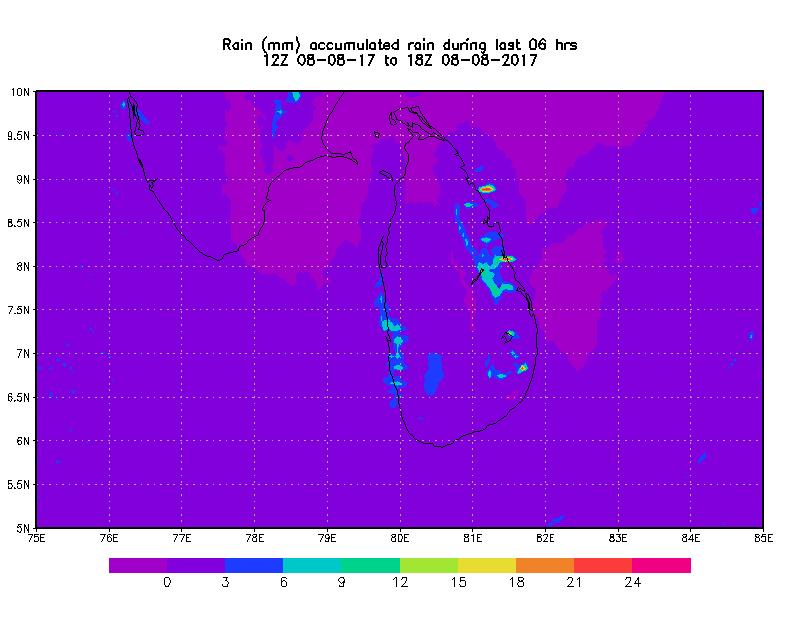 Rain (mm) accumulated rain during last 06 hrs
12Z 08-08-17 to 18Z 08-08-2017
10N
9.5N
9N
8.5N
8N
7.5N
7N
6.5N
6N
5.5N
5N
75E 76E 77E 78E 79E 80E 81E 82E 83E 84E 85E
0 3 6 9 12 15 18 21 24